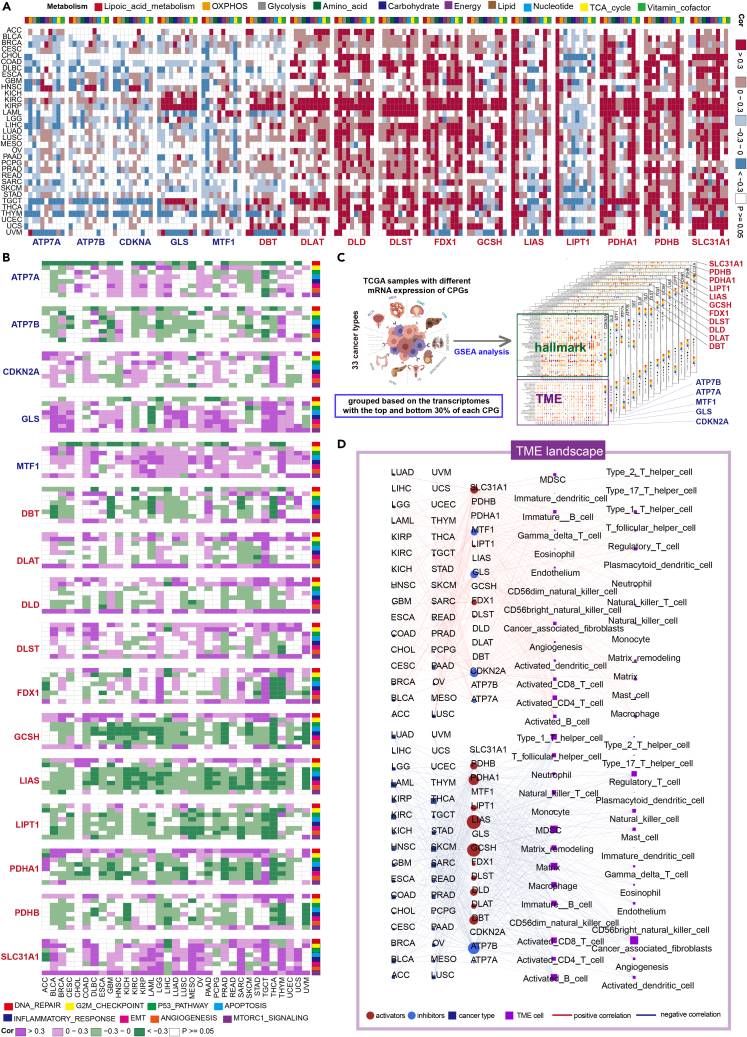 A
Metabolism Lipoic_acid_metabolism OXPHOS Glycolysis Amino_acid Carbohydrate Energy Lipid Nucleotide TCA_cycle Vitamin_cofactor
Cor
> 0.3
0 − 0.3
−0.3 − 0
< −0.3
P >= 0.05
ACC
BLCA
BRCA
CESC
CHOL
COAD
DLBC
ESCA
GBM
HNSC
KICH
KIRC
KIRP
LAML
LGG
LIHC
LUAD
LUSC
MESO
OV
PAAD
PCPG
PRAD
READ
SARC
SKCM
STAD
TGCT
THCA
THYM
UCEC
UCS
UVM
ATP7A ATP7B CDKNA GLS MTF1 DBT DLAT DLD DLST FDX1 GCSH LIAS LIPT1 PDHA1 PDHB SLC31A1
B
ATP7A
ATP7B
CDKN2A
GLS
MTF1
DBT
DLAT
DLD
DLST
FDX1
GCSH
LIAS
LIPT1
PDHA1
PDHB
SLC31A1
ACC BLCA BRCA CESC CHOL COAD DLBC ESCA GBM HNSC KICH KIRC KIRP LAML LGG LIHC LUAD LUSC MESO OV PAAD PCPG PRAD READ SARC SKCM STAD TGCT THCA THYM UCEC UCS UVM
DNA_REPAIR G2M_CHECKPOINT P53_PATHWAY APOPTOSIS
INFLAMMATORY_RESPONSE EMT ANGIOGENESIS MTORC1_SIGNALING
Cor > 0.3 0 − 0.3 −0.3 − 0 < −0.3 P >= 0.05
C
TCGA samples with different
mRNA expression of CPGs
33 cancer types
GSEA analysis
grouped based on the transcriptomes
with the top and bottom 30% of each CPG
hallmark
TME
SLC31A1
PDHB
PDHA1
LIPT1
LIAS
GCSH
FDX1
DLST
DLD
DLAT
DBT
ATP7B
ATP7A
MTF1
GLS
CDKN2A
D
TME landscape
LUAD UVM
LIHC UCS
LGG UCEC
LAML THYM
KIRP THCA
KIRC TGCT
KICH STAD
HNSC SKCM
GBM SARC
ESCA READ
COAD PRAD
CHOL PCPG
CESC PAAD
BRCA OV
BLCA MESO
ACC LUSC
SLC31A1
PDHB
PDHA1
MTF1
LIPT1
LIAS
GLS
GCSH
FDX1
DLST
DLD
DLAT
DBT
CDKN2A
ATP7B
ATP7A
MDSC
Immature_dendritic_cell
Immature__B_cell
Gamma_delta_T_cell
Eosinophil
Endothelium
CD56dim_natural_killer_cell
CD56bright_natural_killer_cell
Cancer_associated_fibroblasts
Angiogenesis
Activated_dendritic_cell
Activated_CD8_T_cell
Activated_CD4_T_cell
Activated_B_cell
Type_2_T_helper_cell
Type_17_T_helper_cell
Type_1_T_helper_cell
T_follicular_helper_cell
Regulatory_T_cell
Plasmacytoid_dendritic_cell
Neutrophil
Natural_killer_T_cell
Natural_killer_cell
Monocyte
Matrix_remodeling
Matrix
Mast_cell
Macrophage
LUAD UVM
LIHC UCS
LGG UCEC
LAML THYM
KIRP THCA
KIRC TGCT
KICH STAD
HNSC SKCM
GBM SARC
ESCA READ
COAD PRAD
CHOL PCPG
CESC PAAD
BRCA OV
BLCA MESO
ACC LUSC
SLC31A1
PDHB
PDHA1
MTF1
LIPT1
LIAS
GLS
GCSH
FDX1
DLST
DLD
DLAT
DBT
CDKN2A
ATP7B
ATP7A
Type_1_T_helper_cell
T_follicular_helper_cell
Neutrophil
Natural_killer_T_cell
Monocyte
MDSC
Matrix_remodeling
Matrix
Macrophage
Immature__B_cell
CD56dim_natural_killer_cell
Activated_CD8_T_cell
Activated_CD4_T_cell
Activated_B_cell
Type_2_T_helper_cell
Type_17_T_helper_cell
Regulatory_T_cell
Plasmacytoid_dendritic_cell
Natural_killer_cell
Mast_cell
Immature_dendritic_cell
Gamma_delta_T_cell
Eosinophil
Endothelium
CD56bright_natural_killer_cell
Cancer_associated_fibroblasts
Angiogenesis
Activated_dendritic_cell
activators inhibitors cancer type TME cell positive correlation negative correlation